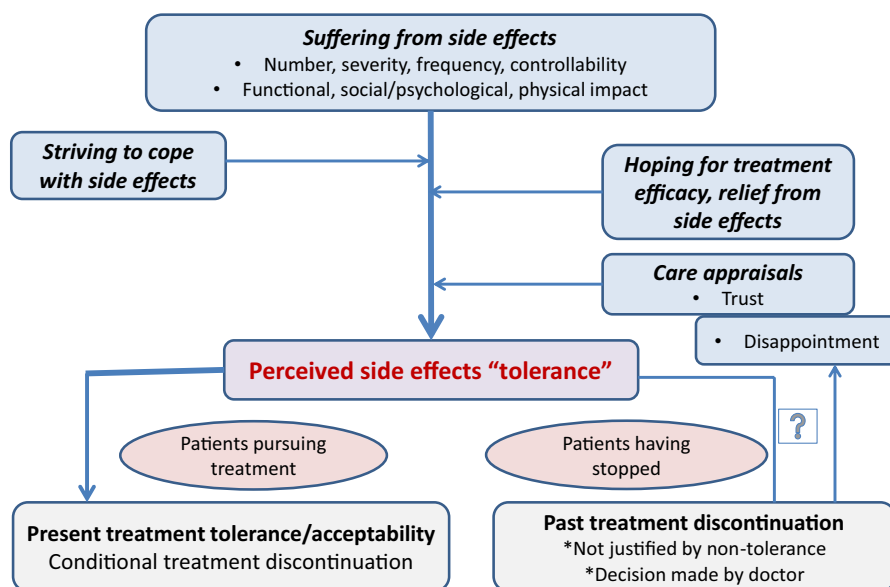 Suffering from side effects
• Number, severity, frequency, controllability
• Functional, social/psychological, physical impact
Striving to cope
with side effects
Hoping for treatment
efficacy, relief from
side effects
Care appraisals
• Trust
• Disappointment
Perceived side effects “tolerance”
?
Patients pursuing
treatment
Patients having
stopped
Present treatment tolerance/acceptability
Conditional treatment discontinuation
Past treatment discontinuation
*Not justified by non-tolerance
*Decision made by doctor